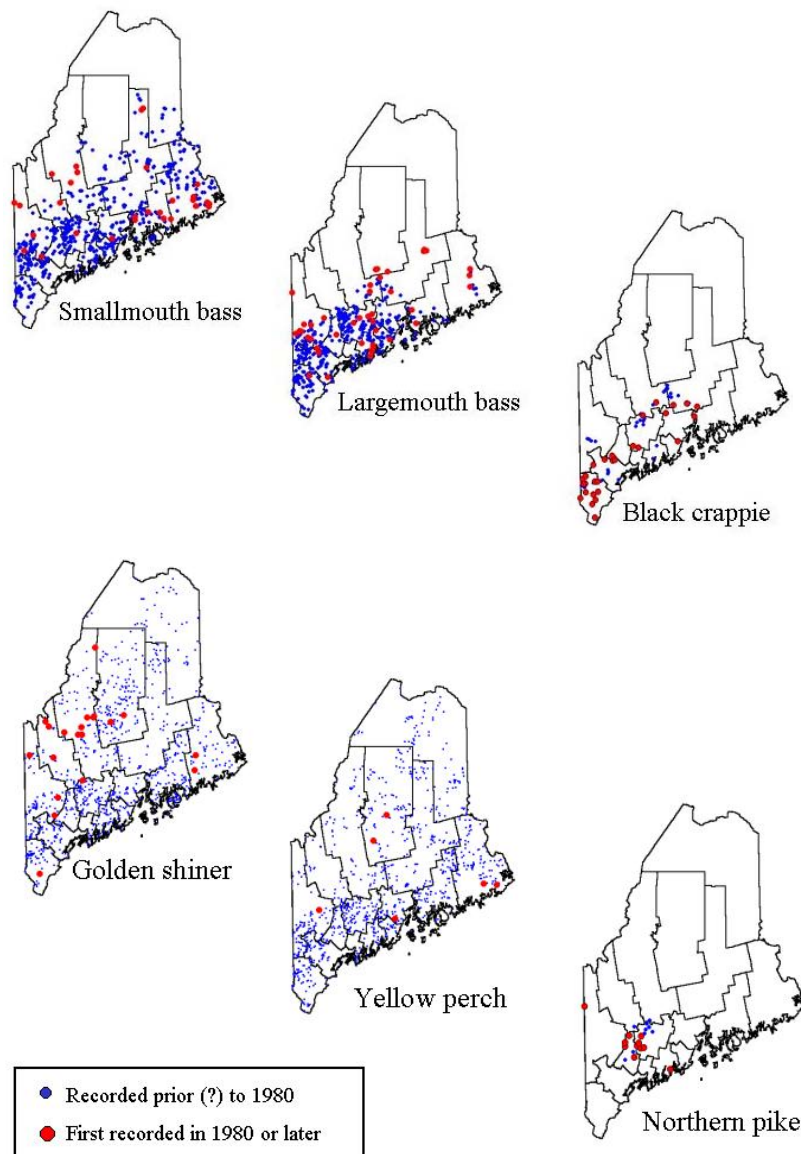 Smallmouth bass
Largemouth bass
Black crappie
Golden shiner
Yellow perch
Northern pike
Recorded prior (?) to 1980
First recorded in 1980 or later